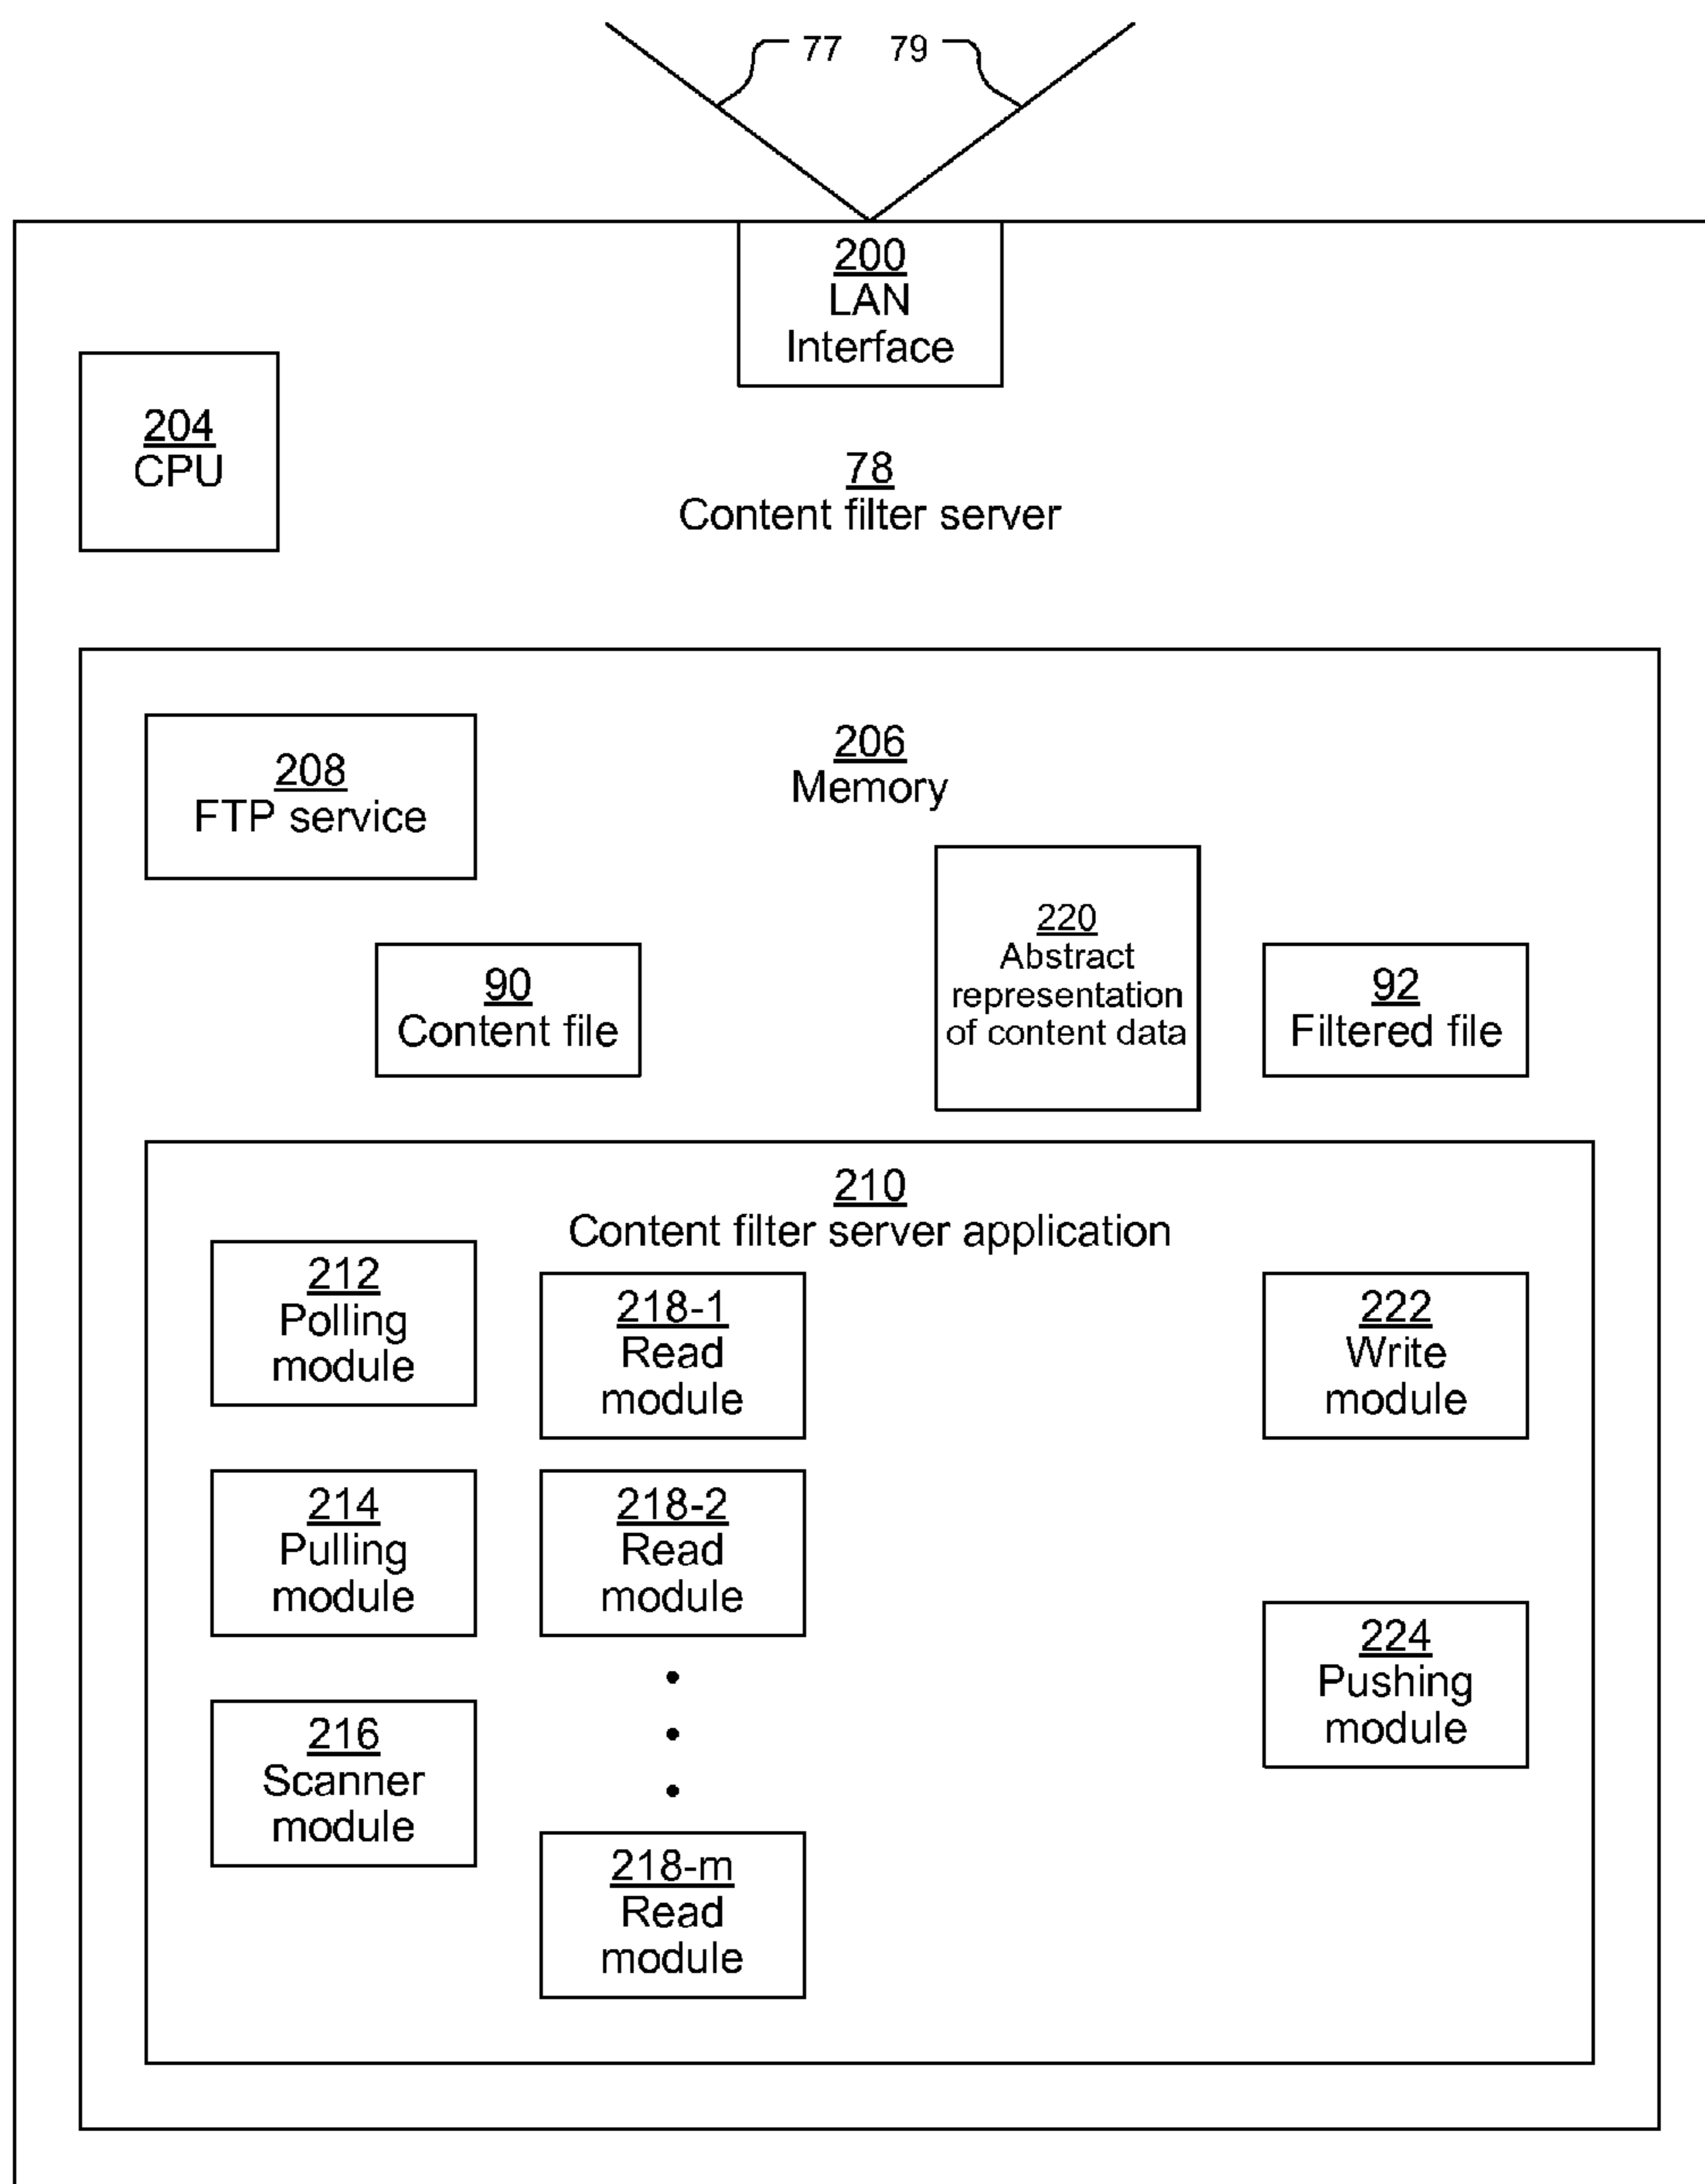 77
79
200
LAN
Interface
204
CPU
78
Content filter server
208
FTP service
206
Memory
220
Abstract
representation
of content data
90
Content file
92
Filtered file
210
Content filter server application
212
Polling
module
218-1
Read
module
222
Write
module
214
Pulling
module
218-2
Read
module
224
Pushing
module
216
Scanner
module
218-m
Read
module